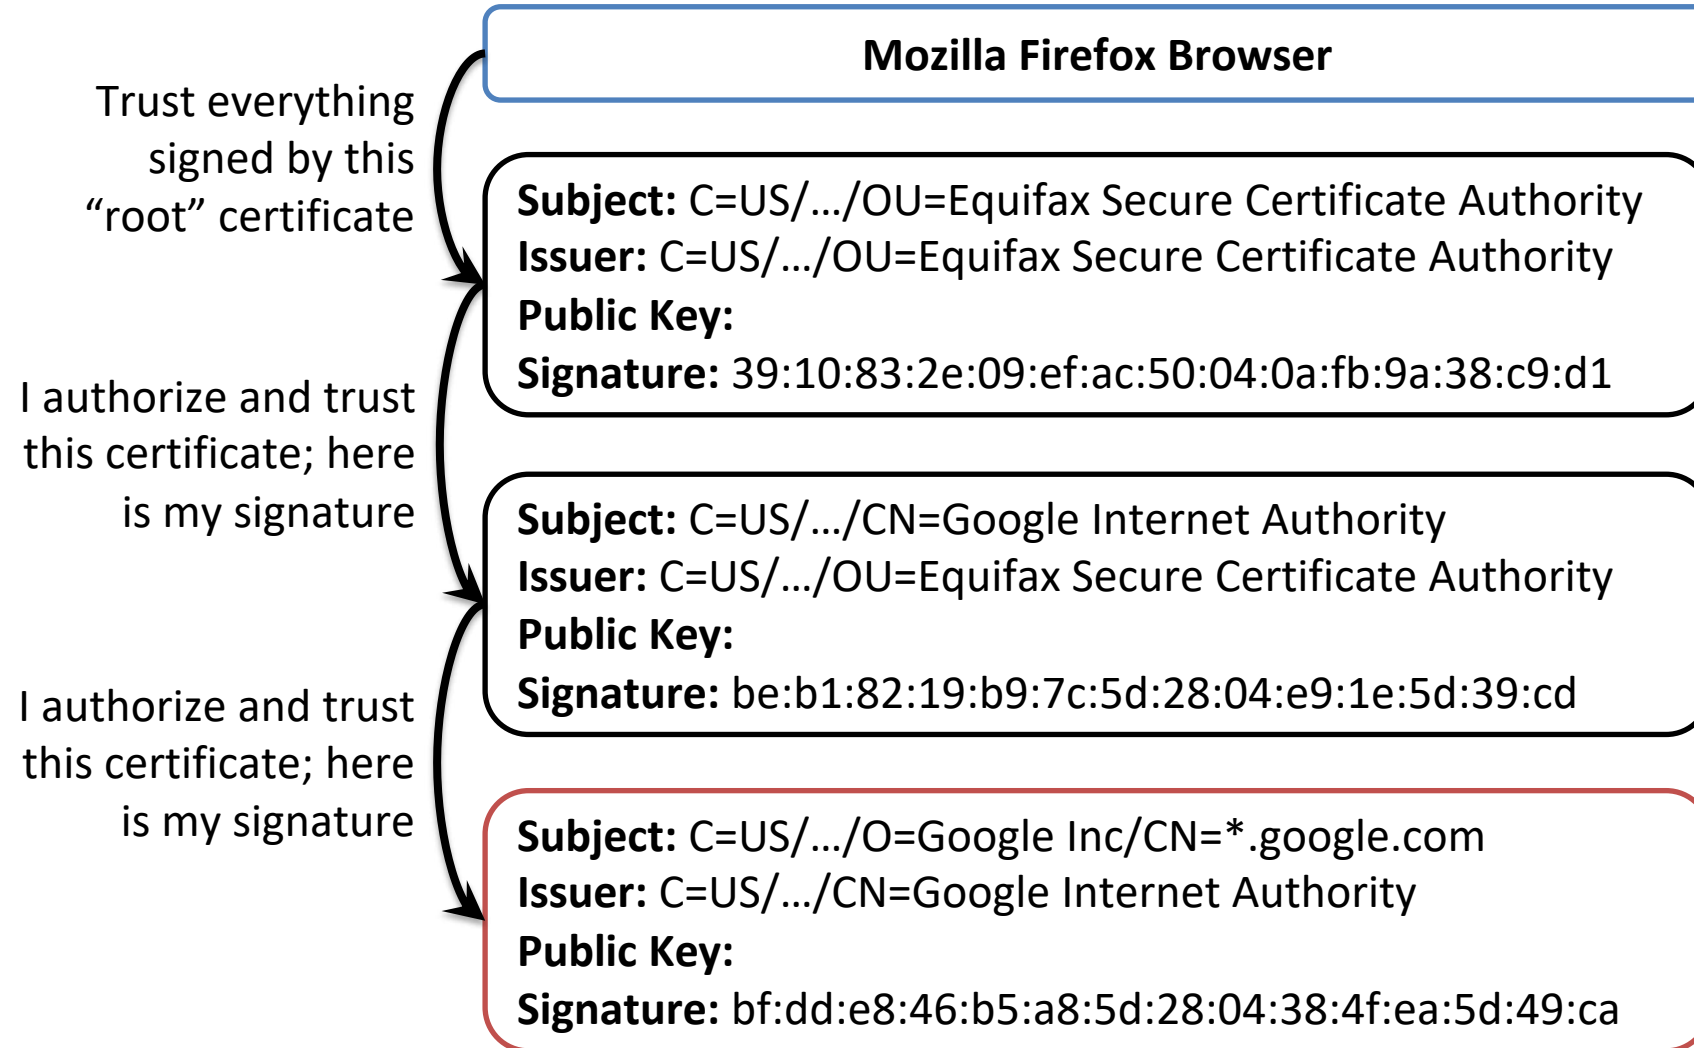 Mozilla Firefox Browser
Trust everything
signed by this
“root” certificate
Subject: C=US/…/OU=Equifax Secure Certificate Authority
Issuer: C=US/…/OU=Equifax Secure Certificate Authority
Public Key:
Signature: 39:10:83:2e:09:ef:ac:50:04:0a:fb:9a:38:c9:d1
I authorize and trust
this certificate; here
is my signature
Subject: C=US/…/CN=Google Internet Authority
Issuer: C=US/…/OU=Equifax Secure Certificate Authority
Public Key:
Signature: be:b1:82:19:b9:7c:5d:28:04:e9:1e:5d:39:cd
I authorize and trust
this certificate; here
is my signature
Subject: C=US/…/O=Google Inc/CN=*.google.com
Issuer: C=US/…/CN=Google Internet Authority
Public Key:
Signature: bf:dd:e8:46:b5:a8:5d:28:04:38:4f:ea:5d:49:ca